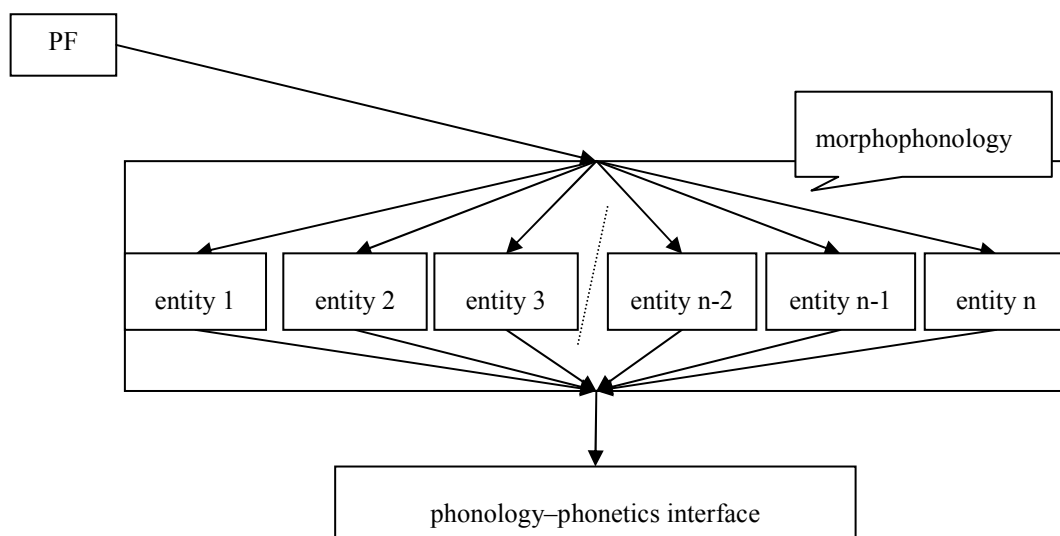 PF
morphophonology
entity 1 entity 2 entity 3 entity n-2 entity n-1 entity n
phonology–phonetics interface